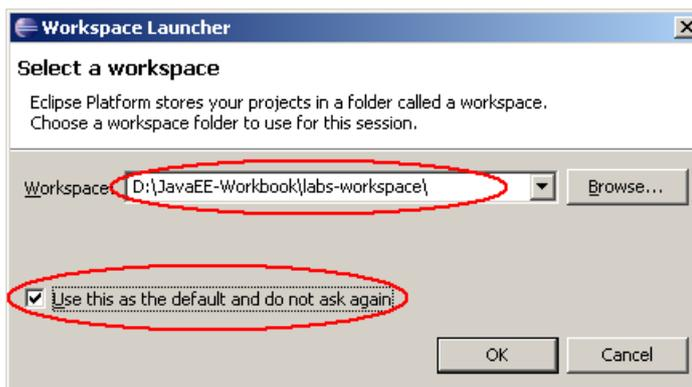 Workspace Launcher
Select a workspace
Eclipse Platform stores your projects in a folder called a workspace.
Choose a workspace folder to use for this session.
Workspace: D:\JavaEE-Workbook\labs-workspace\ Browse...
Use this as the default and do not ask again
OK Cancel